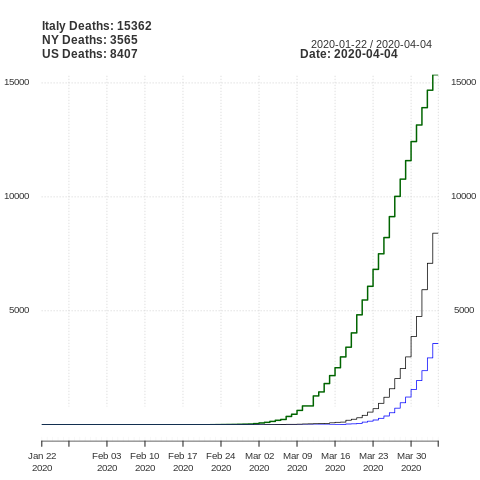 Italy Deaths: 15362
NY Deaths: 3565
US Deaths: 8407
2020-01-22 / 2020-04-04
Date: 2020-04-04
15000 15000
10000 10000
5000 5000
Jan 22 Feb 03 Feb 10 Feb 17 Feb 24 Mar 02 Mar 09 Mar 16 Mar 23 Mar 30
2020 2020 2020 2020 2020 2020 2020 2020 2020 2020